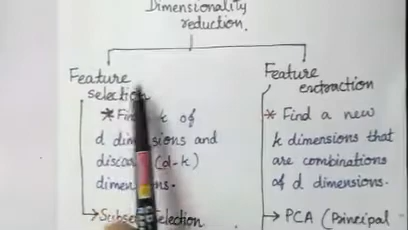 Dimensionality
reduction.
Feature
selection
* Find k of
d dimensions and
discard (d-k)
dimensions.
→ Subset selection
Feature
extraction
* Find a new
k dimensions that
are combinations
of d dimensions.
→ PCA (Principal